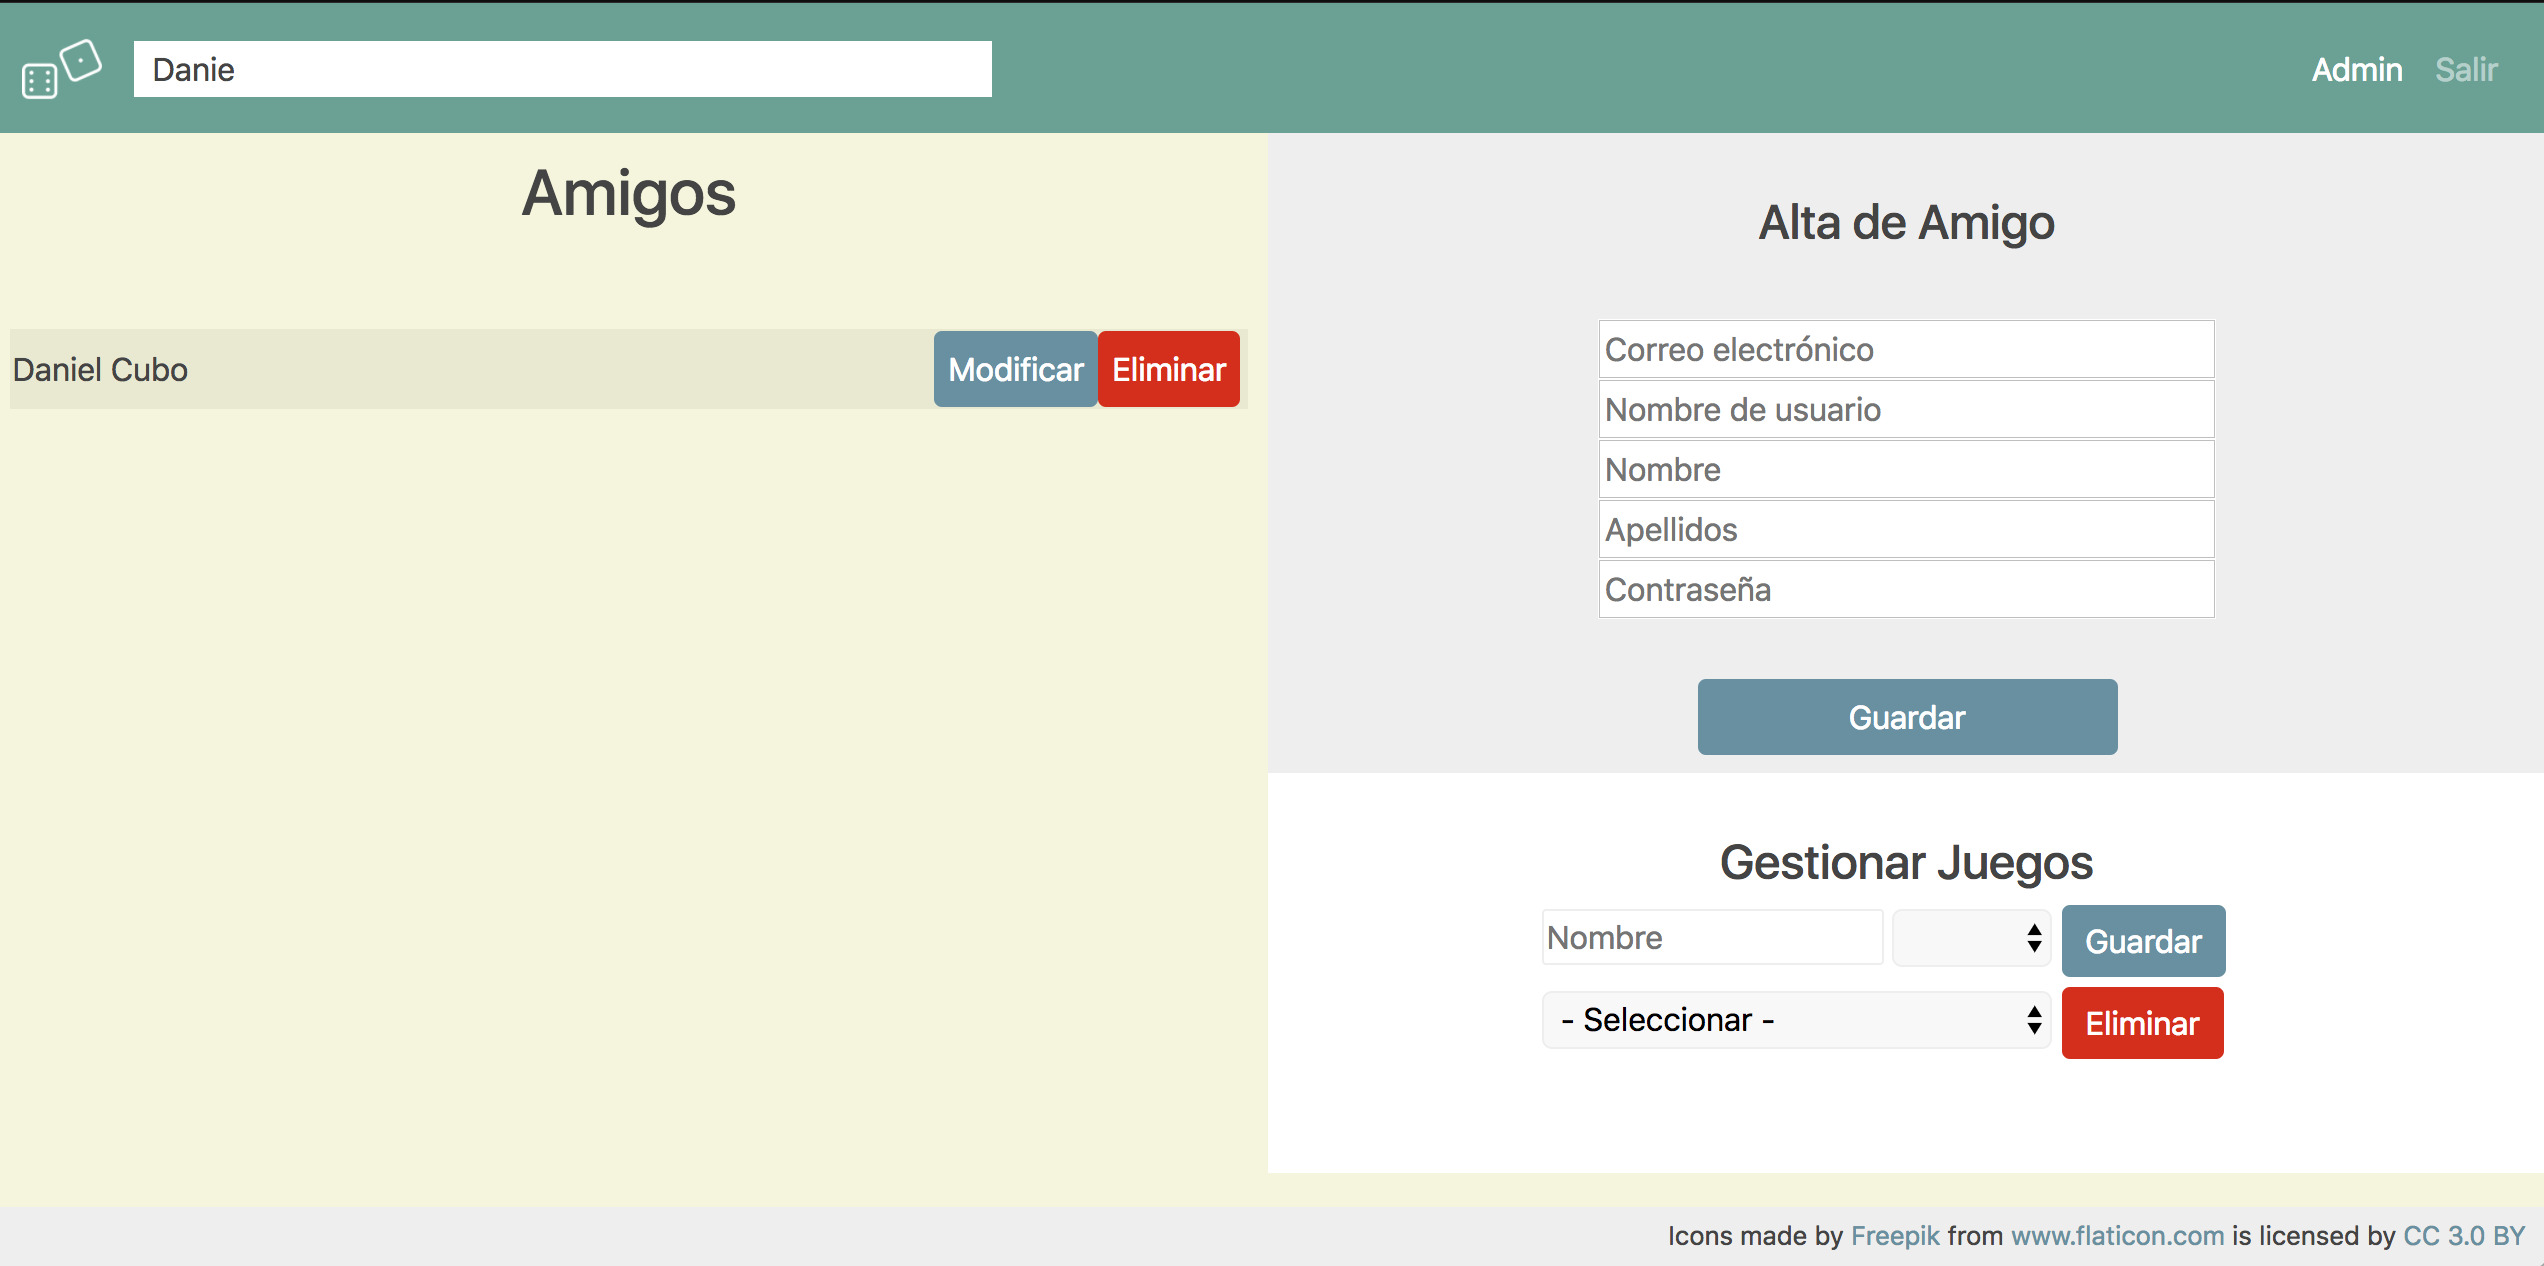 Danie
Admin Salir
Amigos
Daniel Cubo Modificar Eliminar
Alta de Amigo
Correo electrónico
Nombre de usuario
Nombre
Apellidos
Contraseña
Guardar
Gestionar Juegos
Nombre Guardar
- Seleccionar - Eliminar
Icons made by Freepik from www.flaticon.com is licensed by CC 3.0 BY